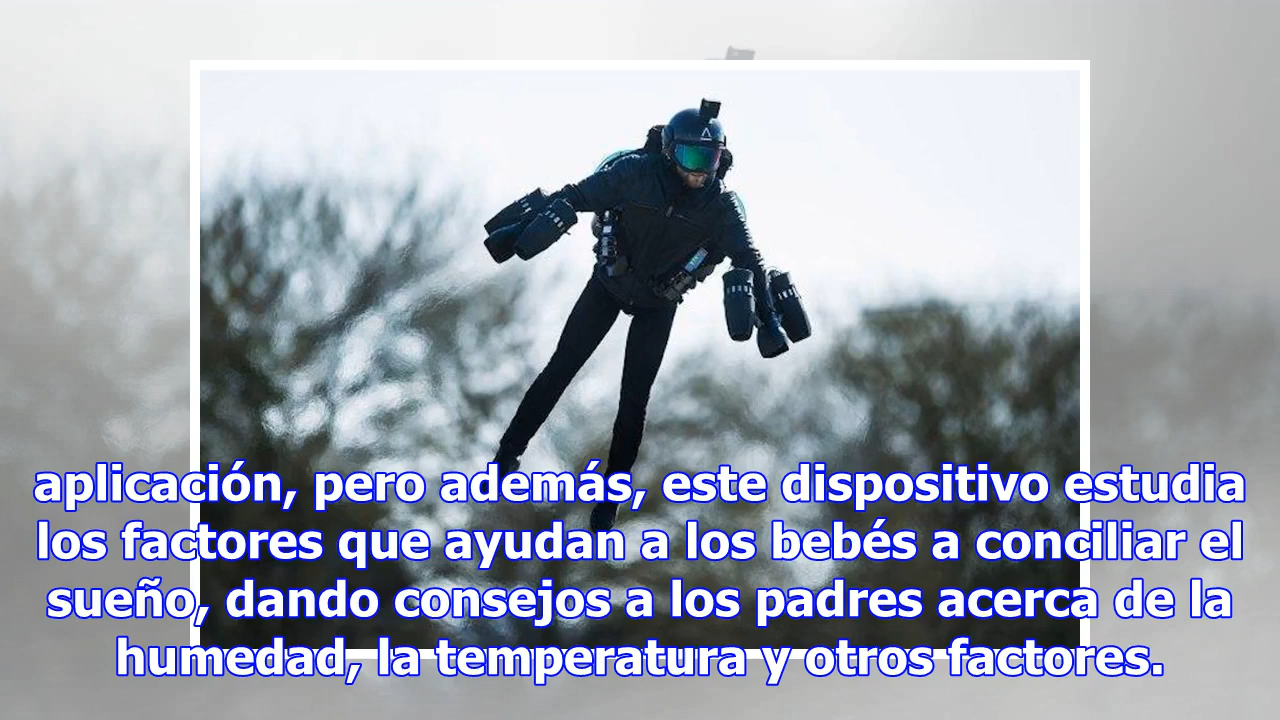 aplicación, pero además, este dispositivo estudia
los factores que ayudan a los bebés a conciliar el
sueño, dando consejos a los padres acerca de la
humedad, la temperatura y otros factores.